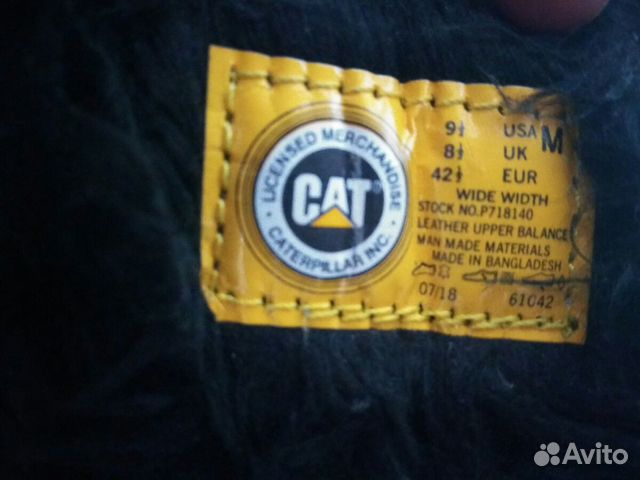 LICENSED MERCHANDISE
CAT®
CATERPILLAR INC.
9½ USA M
8½ UK
42½ EUR
WIDE WIDTH
STOCK NO.P718140
LEATHER UPPER BALANCE
MAN MADE MATERIALS
MADE IN BANGLADESH
07/18 61042
Avito